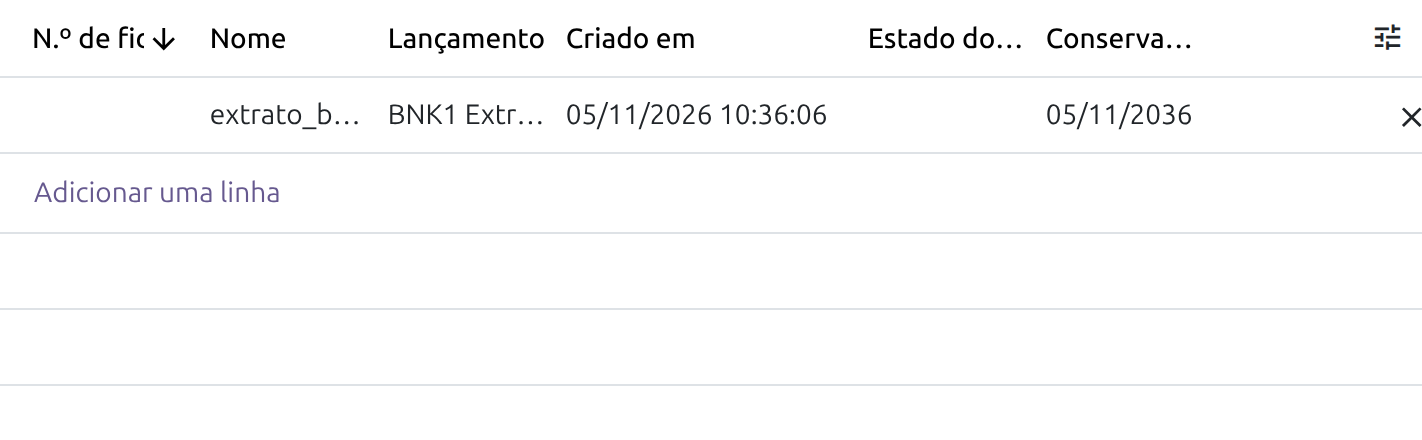 N.º de fic Nome Lançamento Criado em Estado do... Conserva...
extrato_b... BNK1 Extr... 05/11/2026 10:36:06 05/11/2036
Adicionar uma linha